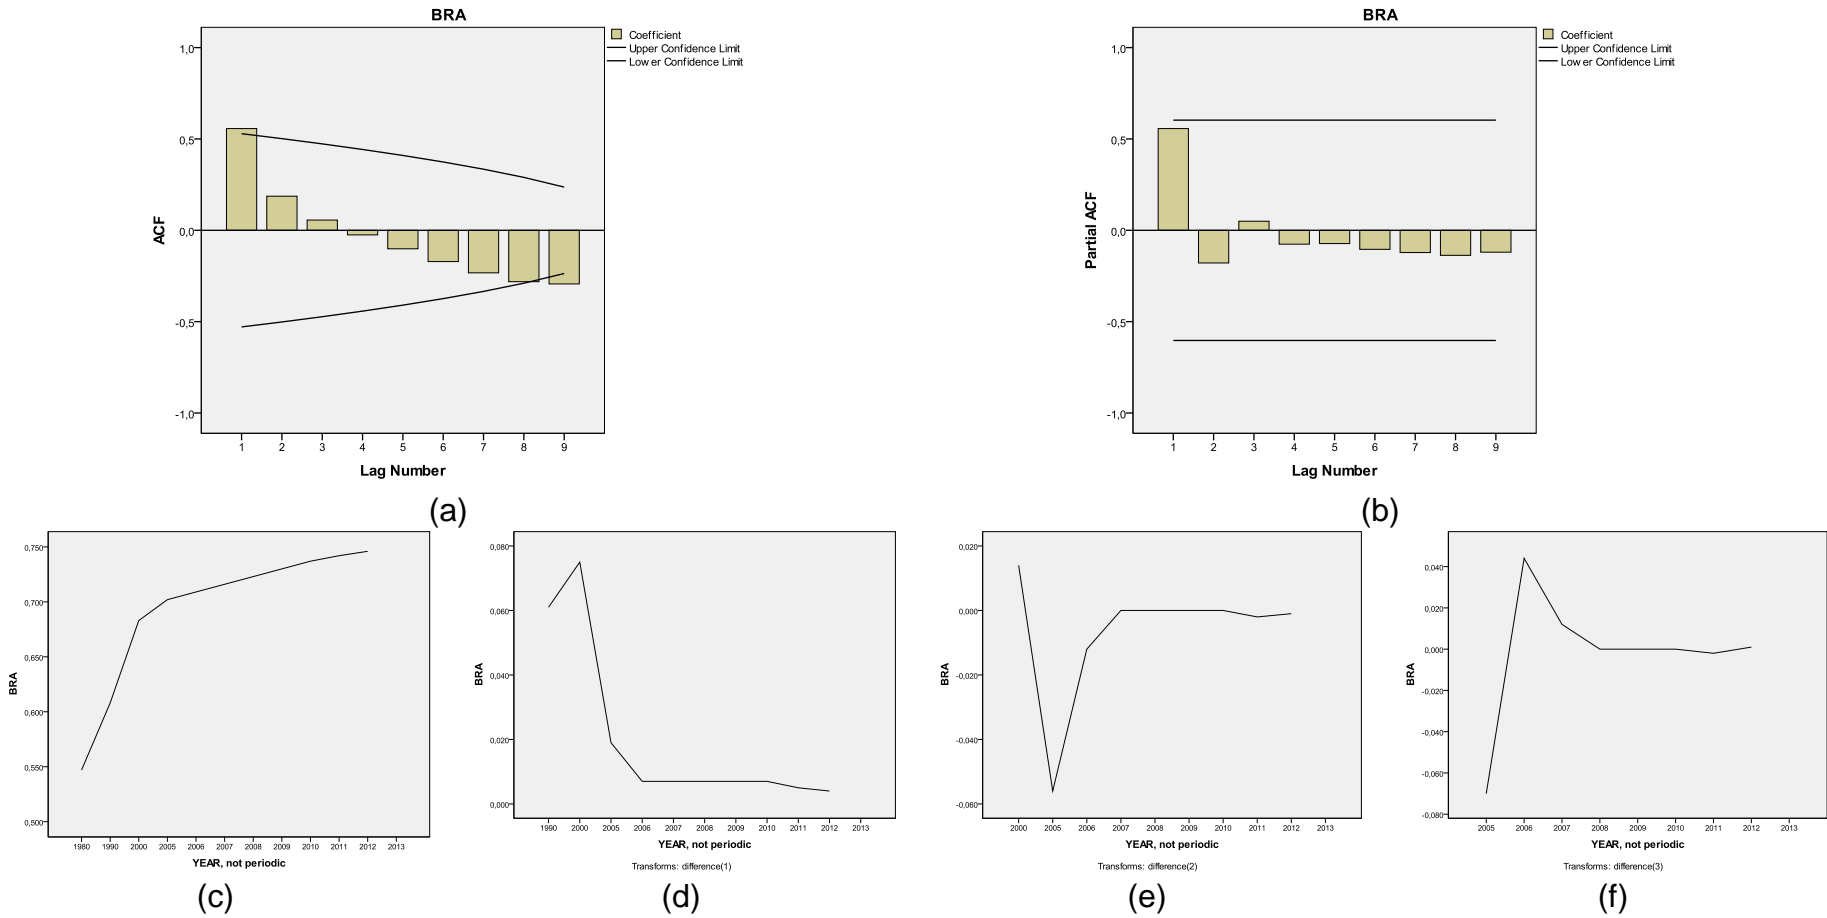 BRA
Coefficient
Upper Confidence Limit
Lower Confidence Limit
1,0
0,5
0,0
-0,5
-1,0
ACF
1 2 3 4 5 6 7 8 9
Lag Number
(a)
BRA
Coefficient
Upper Confidence Limit
Lower Confidence Limit
1,0
0,5
0,0
-0,5
-1,0
Partial ACF
1 2 3 4 5 6 7 8 9
Lag Number
(b)
0,750
0,700
0,650
0,600
0,550
0,500
BRA
1980 1990 2000 2005 2006 2007 2008 2009 2010 2011 2012 2013
YEAR, not periodic
(c)
0,080
0,060
0,040
0,020
0,000
BRA
1990 2000 2005 2006 2007 2008 2009 2010 2011 2012 2013
YEAR, not periodic
Transforms: difference(1)
(d)
0,020
0,000
-0,020
-0,040
-0,060
BRA
2000 2005 2006 2007 2008 2009 2010 2011 2012 2013
YEAR, not periodic
Transforms: difference(2)
(e)
0,040
0,020
0,000
-0,020
-0,040
-0,060
-0,080
BRA
2005 2006 2007 2008 2009 2010 2011 2012 2013
YEAR, not periodic
Transforms: difference(3)
(f)